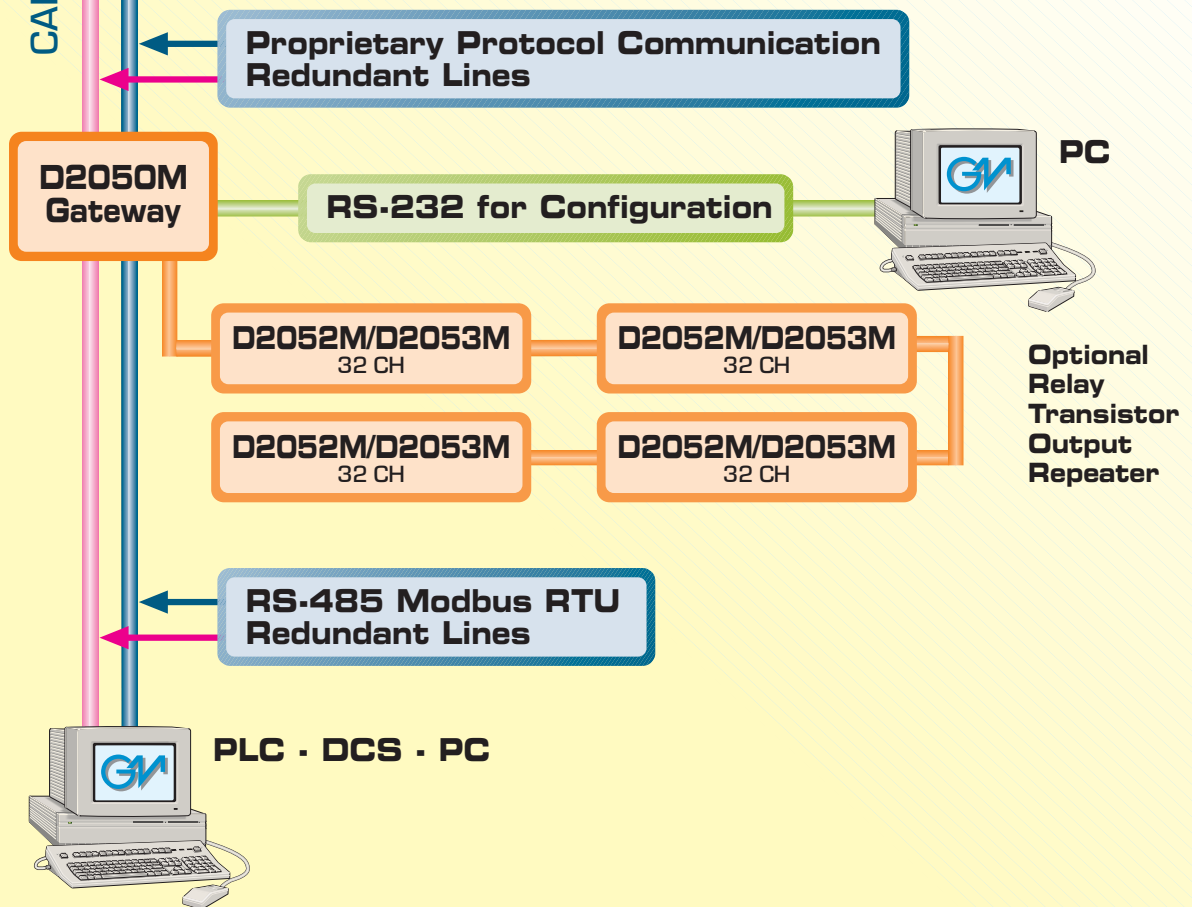 Proprietary Protocol Communication
Redundant Lines
D2050M
Gateway
RS-232 for Configuration
GM
PC
D2052M/D2053M
32 CH
D2052M/D2053M
32 CH
D2052M/D2053M
32 CH
D2052M/D2053M
32 CH
Optional
Relay
Transistor
Output
Repeater
RS-485 Modbus RTU
Redundant Lines
GM
PLC - DCS - PC